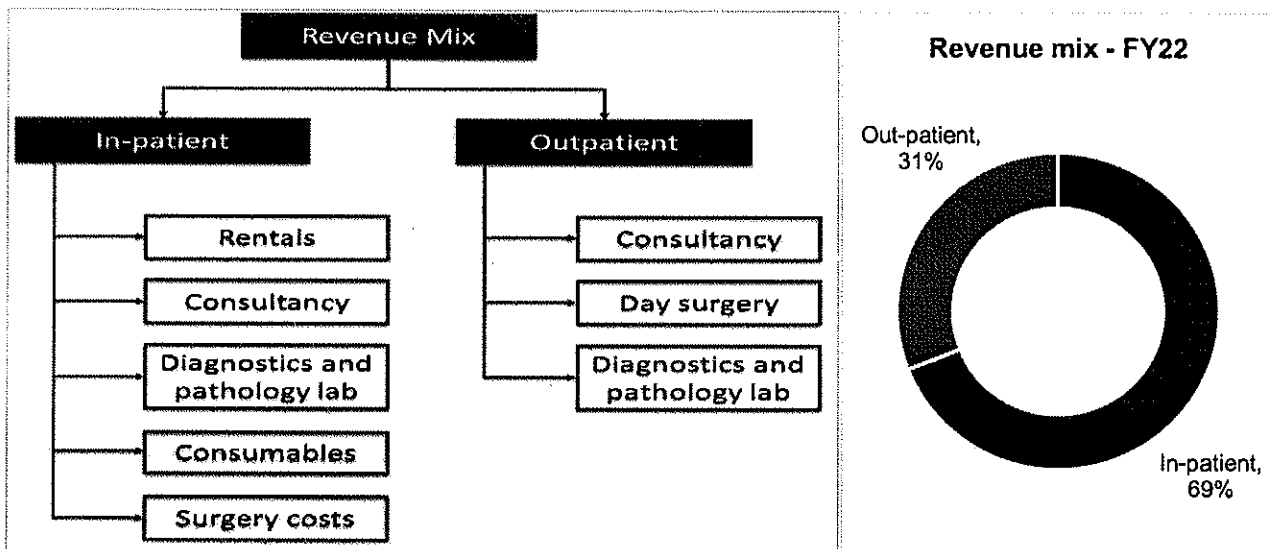 Revenue Mix
In-patient
Rentals
Consultancy
Diagnostics and
pathology lab
Consumables
Surgery costs
Outpatient
Consultancy
Day surgery
Diagnostics and
pathology lab
Revenue mix - FY22
Out-patient,
31%
In-patient,
69%